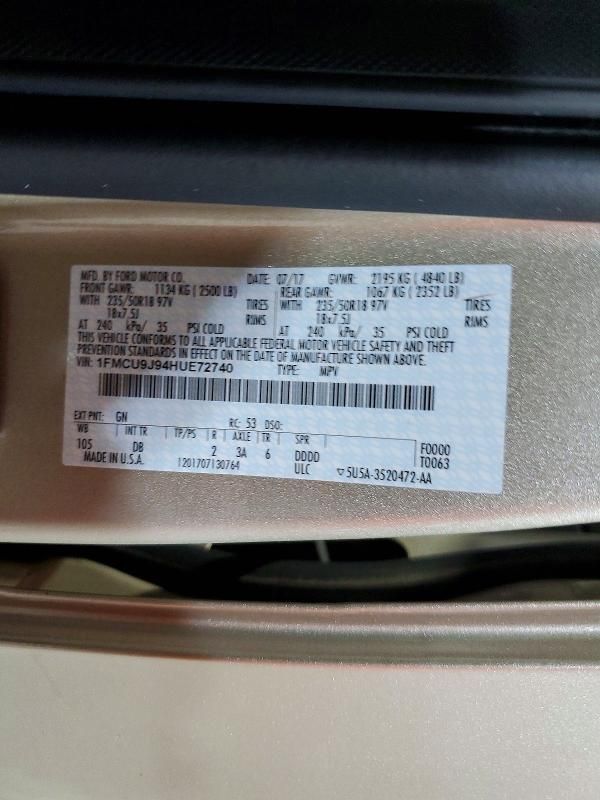 MFD. BY FORD MOTOR CO. DATE: 07/17 GVWR: 2195 KG ( 4840 LB)
FRONT GAWR: 1134 KG ( 2500 LB) REAR GAWR: 1067 KG ( 2352 LB)
WITH 235/50R18 97V TIRES WITH 235/50R18 97V TIRES
18x7.5J RIMS 18x7.5J RIMS
AT 240 kPa/ 35 PSI COLD AT 240 kPa/ 35 PSI COLD
THIS VEHICLE CONFORMS TO ALL APPLICABLE FEDERAL MOTOR VEHICLE SAFETY AND THEFT
PREVENTION STANDARDS IN EFFECT ON THE DATE OF MANUFACTURE SHOWN ABOVE.
VIN: 1FMCU9J94HUE72740 TYPE: MPV
EXT PNT: GN RC: 53 DSO:
WB INT TR TP/PS R AXLE TR SPR F0000
105 DB 2 3A 6 DDDD T0063
MADE IN U.S.A. 1201707130764 ULC ▽5U5A-3520472-AA